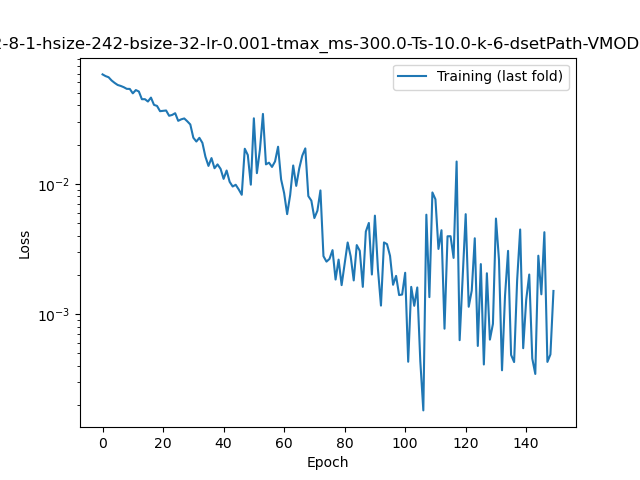 -8-1-hsize-242-bsize-32-lr-0.001-tmax_ms-300.0-Ts-10.0-k-6-dsetPath-VMOD
Training (last fold)
10^-2
10^-3
Loss
0 20 40 60 80 100 120 140
Epoch